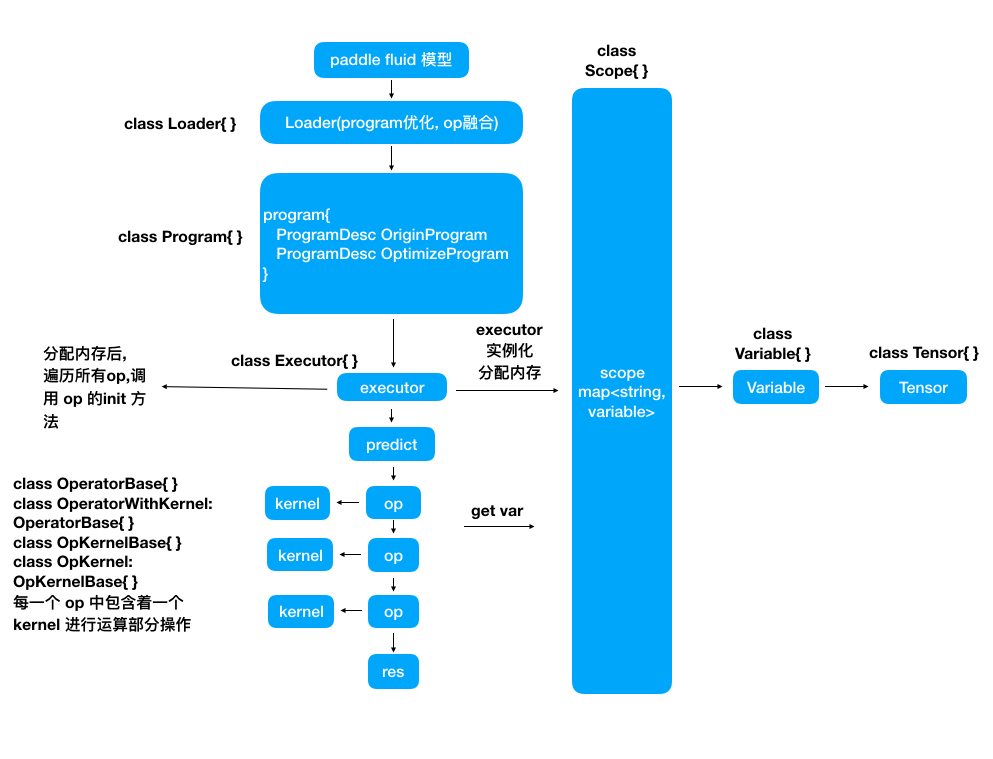 paddle fluid 模型
class Loader{ }
Loader(program优化, op融合)
class Program{ }
program{
ProgramDesc OriginProgram
ProgramDesc OptimizeProgram
}
class
Scope{ }
分配内存后,
遍历所有op,调
用 op 的init 方
法
class Executor{ }
executor
executor
实例化
分配内存
scope
map<string,
variable>
class
Variable{ }
Variable
class Tensor{ }
Tensor
predict
class OperatorBase{ }
class OperatorWithKernel:
OperatorBase{ }
class OpKernelBase{ }
class OpKernel:
OpKernelBase{ }
每一个 op 中包含着一个
kernel 进行运算部分操作
kernel
op
get var
kernel
op
kernel
op
res